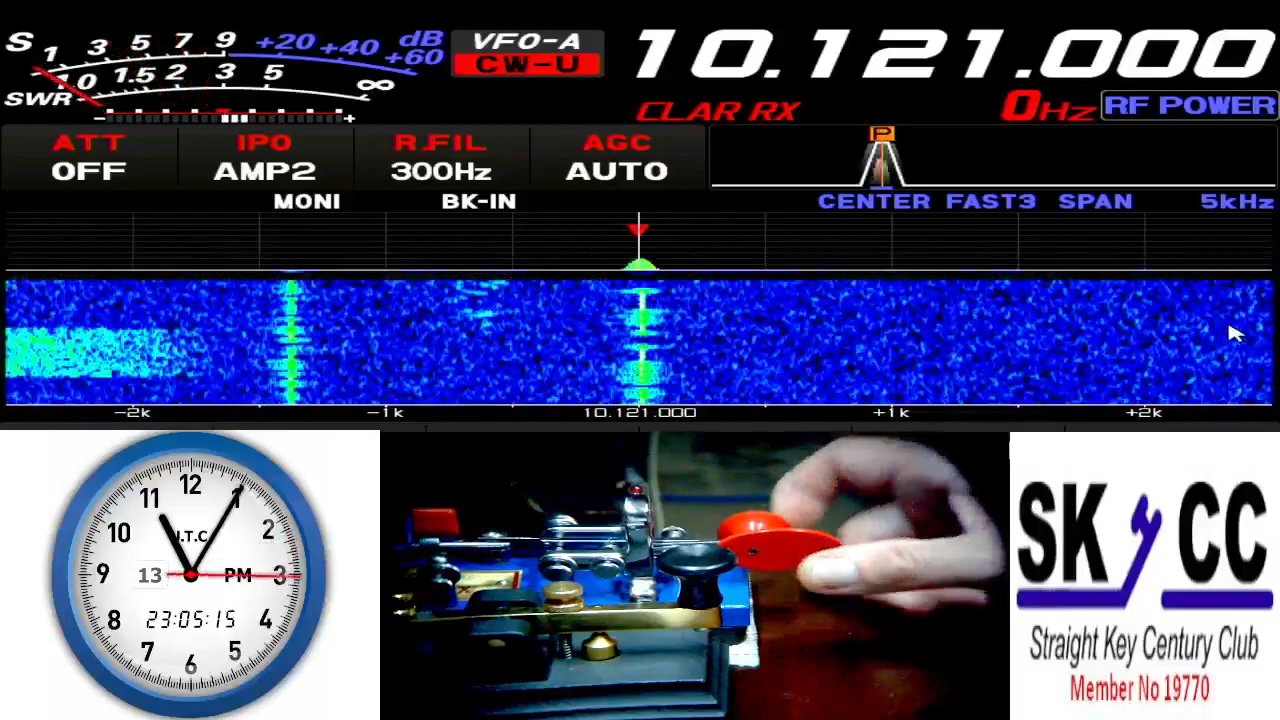 S 1 3 5 7 9 +20 +40 +60 dB
VFO-A
CW-U
10.121.000
SWR 1.0 1.5 2 3 5 ∞
- +
CLAR RX 0Hz RF POWER
ATT IPO R.FIL AGC
OFF AMP2 300Hz AUTO
P
MONI BK-IN CENTER FAST3 SPAN 5kHz
-2k -1k 10.121.000 +1k +2k
12
11 1
U.T.C
10 2
9 13 PM 3
23:05:15
8 4
7 5
6
SK CC
Straight Key Century Club
Member No 19770